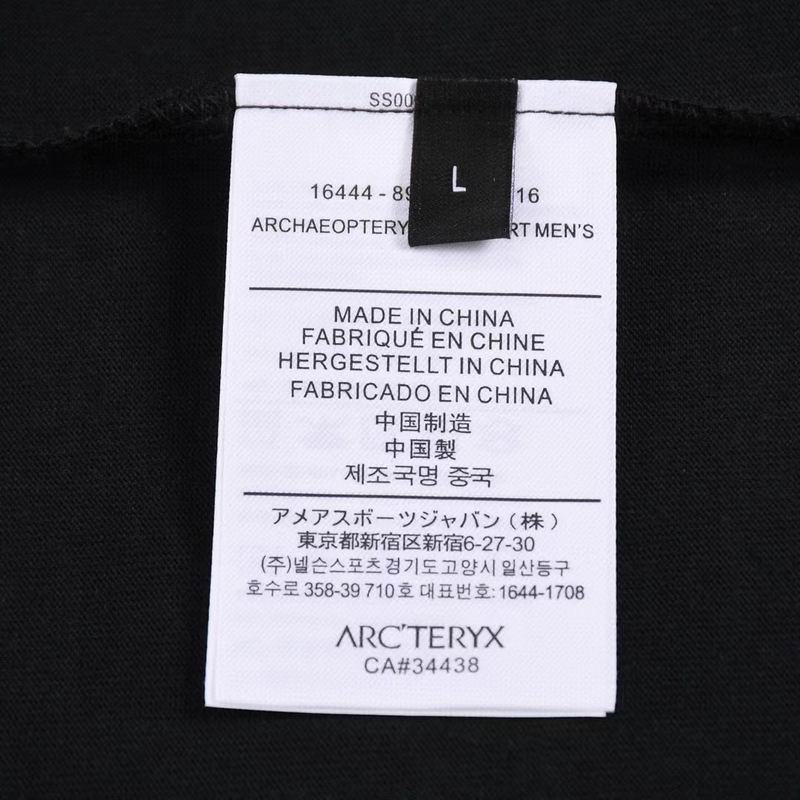 SS00
L
16444 - 89 16
ARCHAEOPTERY RT MEN'S
MADE IN CHINA
FABRIQUÉ EN CHINE
HERGESTELLT IN CHINA
FABRICADO EN CHINA
中国制造
中国製
제조국명 중국
アメアスポーツジャパン（株）
東京都新宿区新宿6-27-30
(주)넬슨스포츠경기도고양시일산동구
호수로 358-39 710호 대표번호: 1644-1708
ARC'TERYX
CA#34438